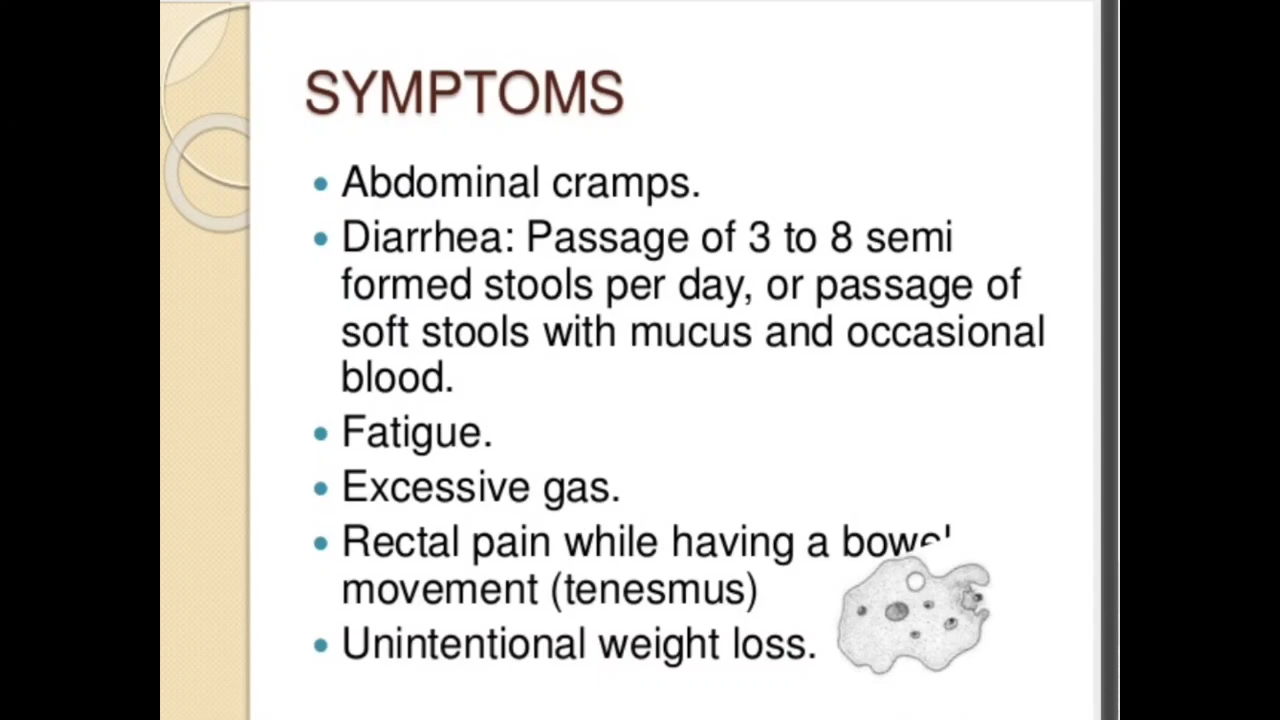 SYMPTOMS
• Abdominal cramps.
• Diarrhea: Passage of 3 to 8 semi
formed stools per day, or passage of
soft stools with mucus and occasional
blood.
• Fatigue.
• Excessive gas.
• Rectal pain while having a bowel
movement (tenesmus)
• Unintentional weight loss.